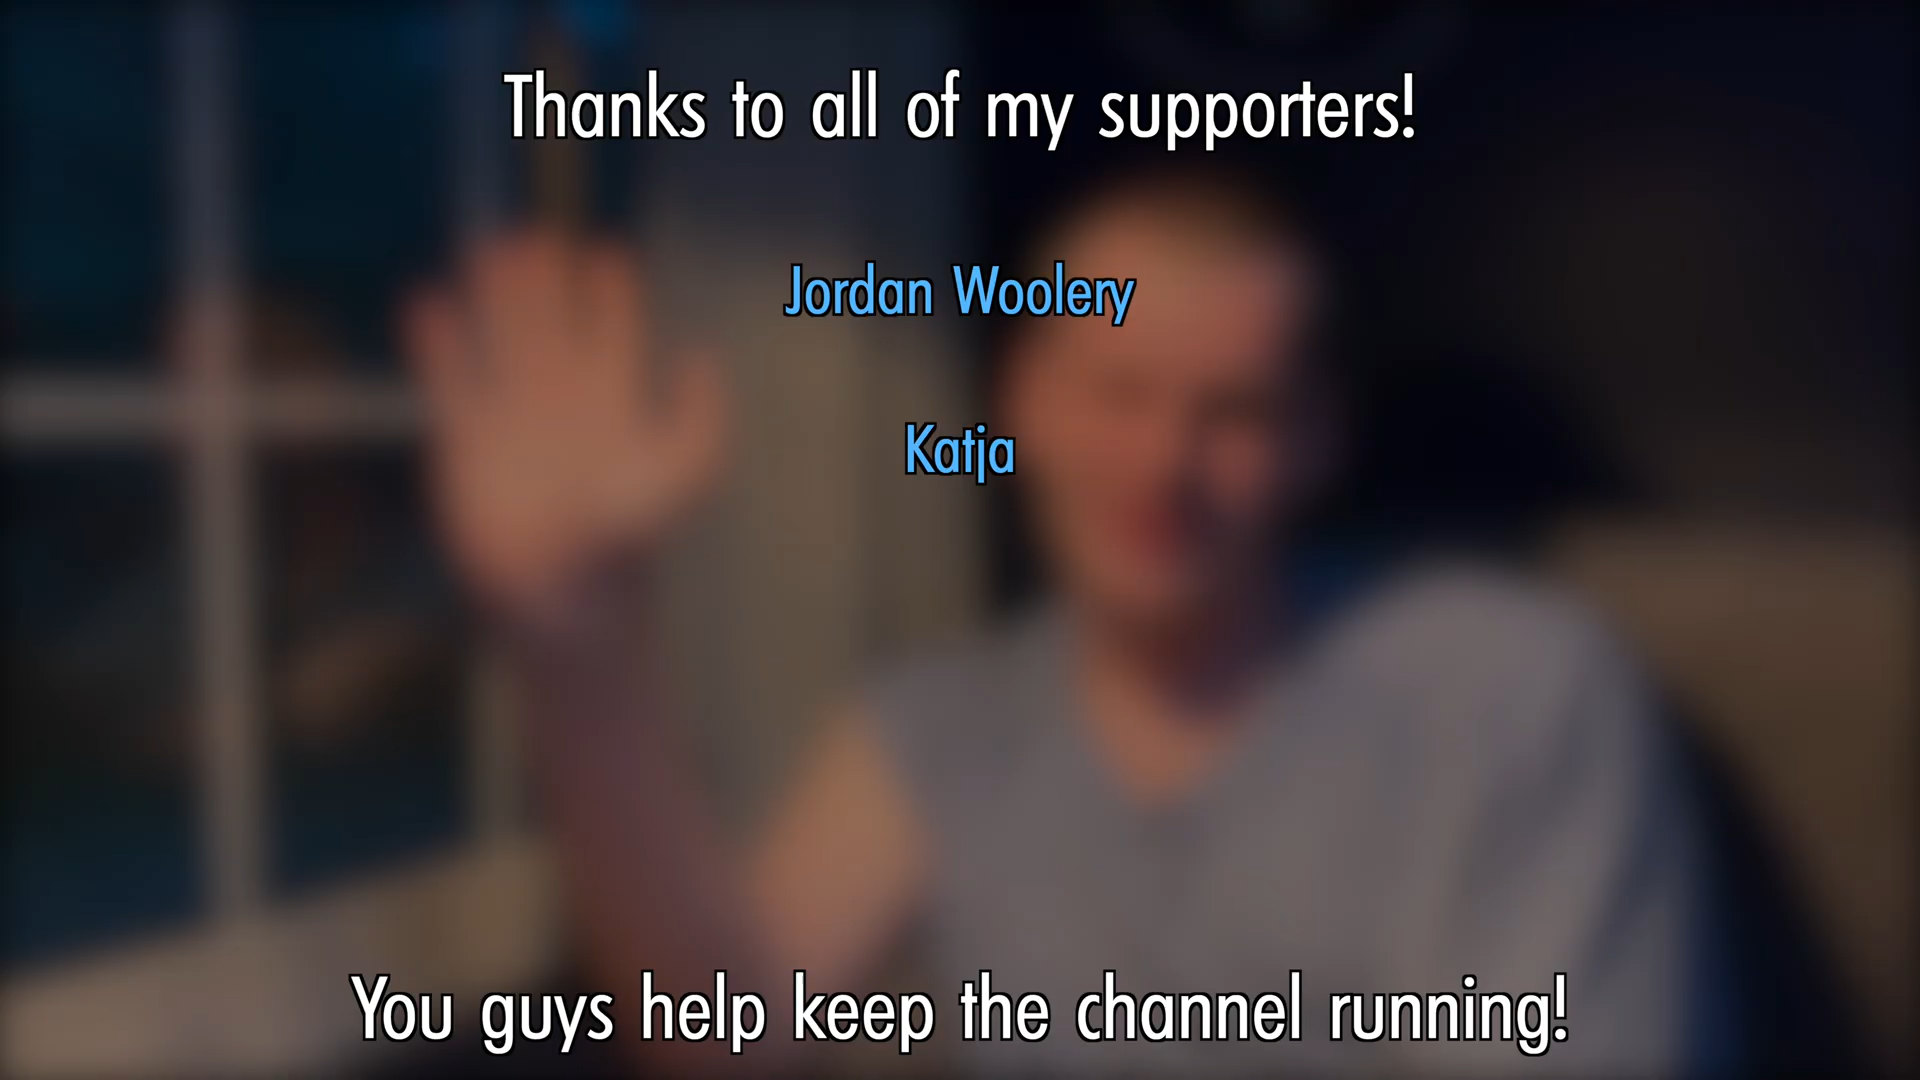 Thanks to all of my supporters!
Jordan Woolery
Katja
You guys help keep the channel running!